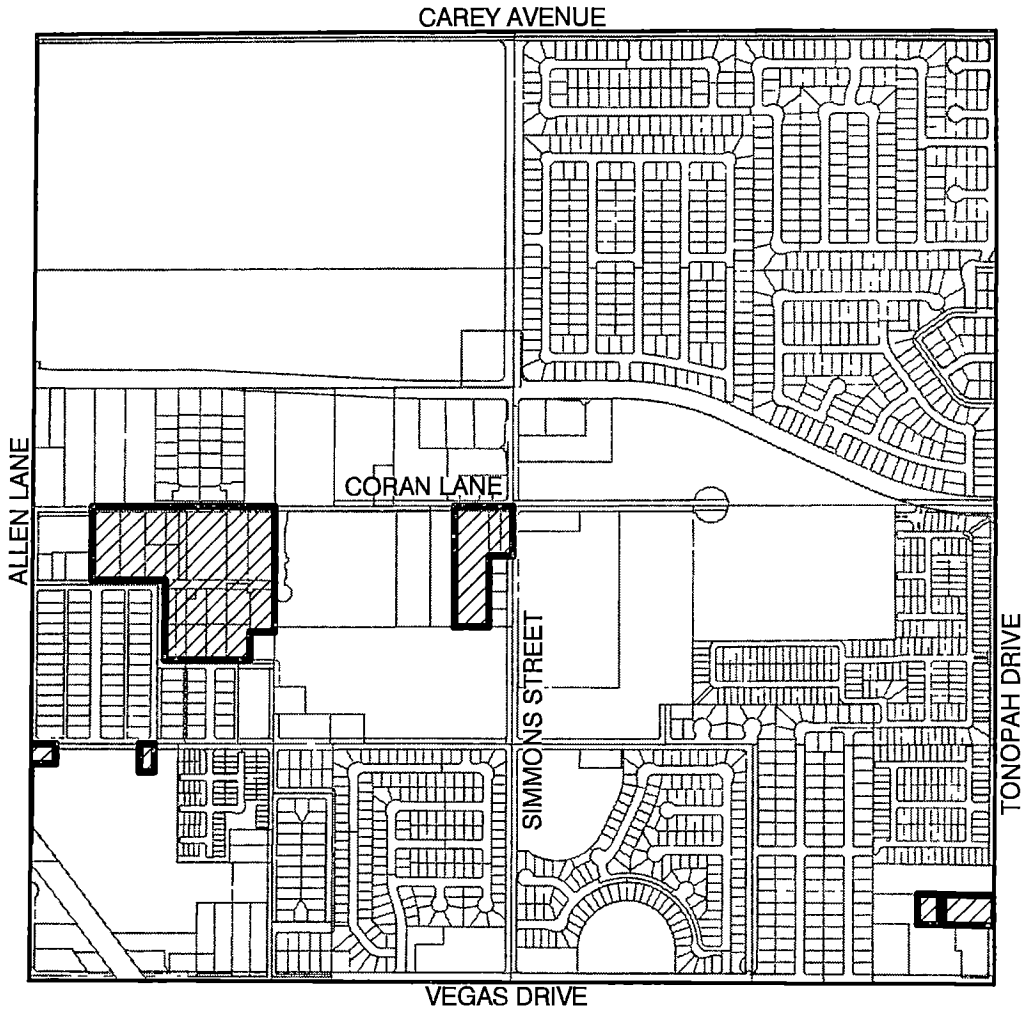 CAREY AVENUE
ALLEN LANE
CORAN LANE
SIMMONS STREET
TONOPAH DRIVE
VEGAS DRIVE